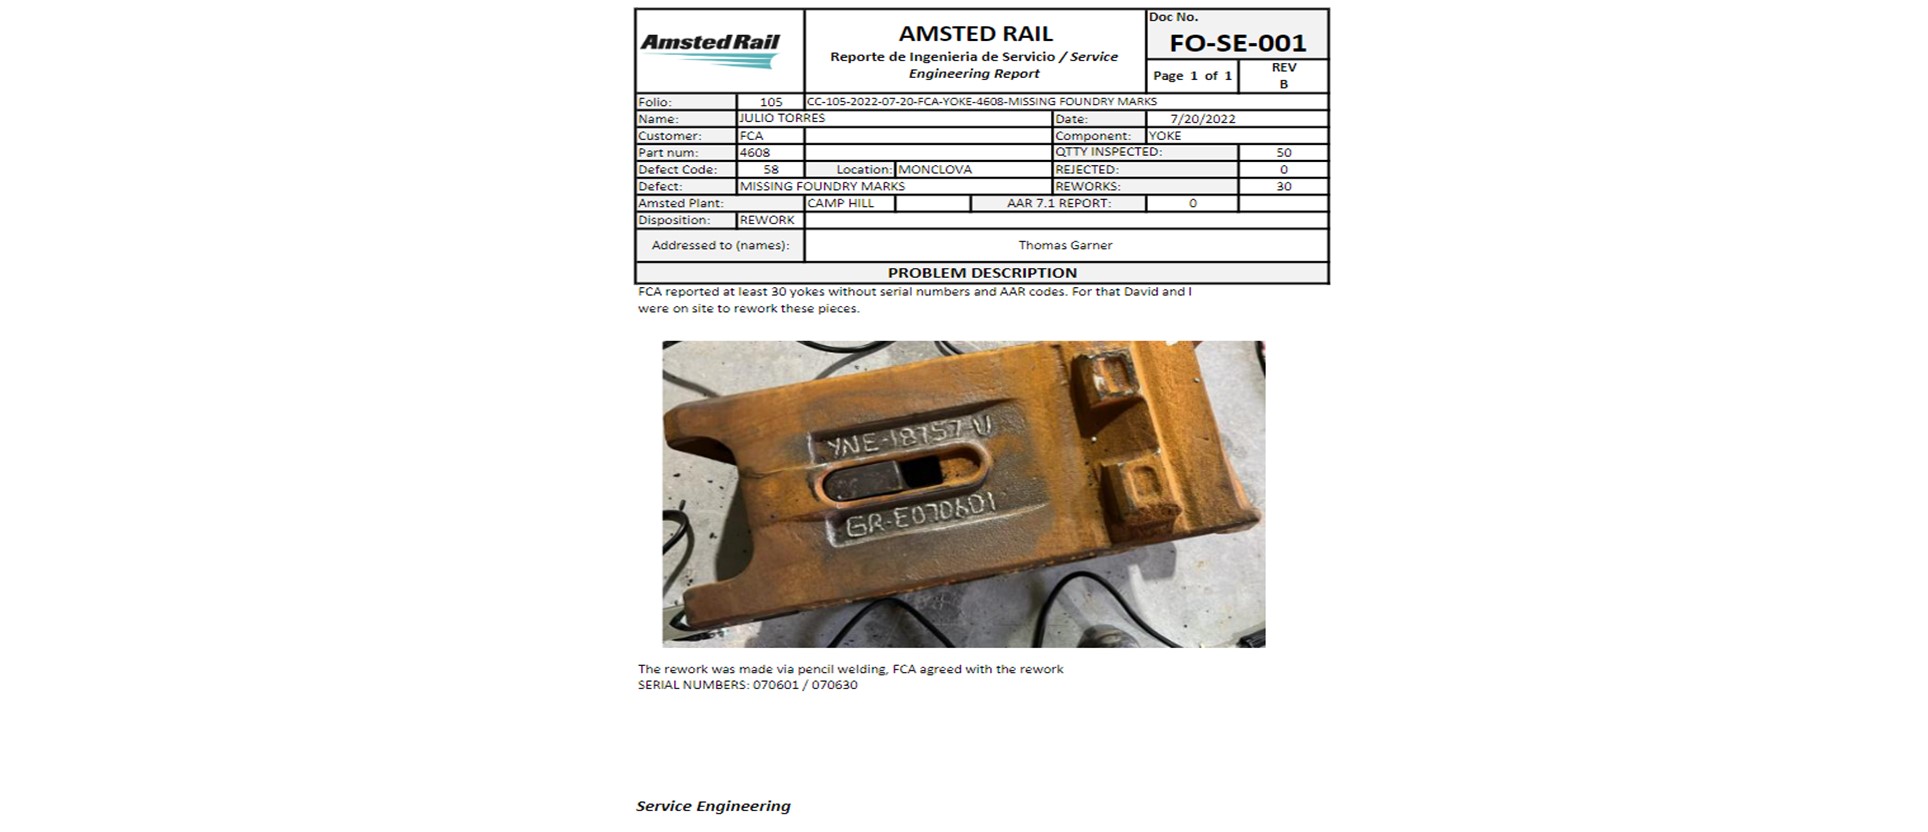 Amsted Rail
AMSTED RAIL
Reporte de Ingenieria de Servicio / Service
Engineering Report
Doc No.
FO-SE-001
Page 1 of 1
REV
B
Folio: 105 CC-105-2022-07-20-FCA-YOKE-4608-MISSING FOUNDRY MARKS
Name: JULIO TORRES Date: 7/20/2022
Customer: FCA Component: YOKE
Part num: 4608 QTTY INSPECTED: 50
Defect Code: 58 Location: MONCLOVA REJECTED: 0
Defect: MISSING FOUNDRY MARKS REWORKS: 30
Amsted Plant: CAMP HILL AAR 7.1 REPORT: 0
Disposition: REWORK
Addressed to (names): Thomas Garner
PROBLEM DESCRIPTION
FCA reported at least 30 yokes without serial numbers and AAR codes. For that David and I
were on site to rework these pieces.
YNE-18757-U
GR-E070601
The rework was made via pencil welding, FCA agreed with the rework
SERIAL NUMBERS: 070601 / 070630
Service Engineering